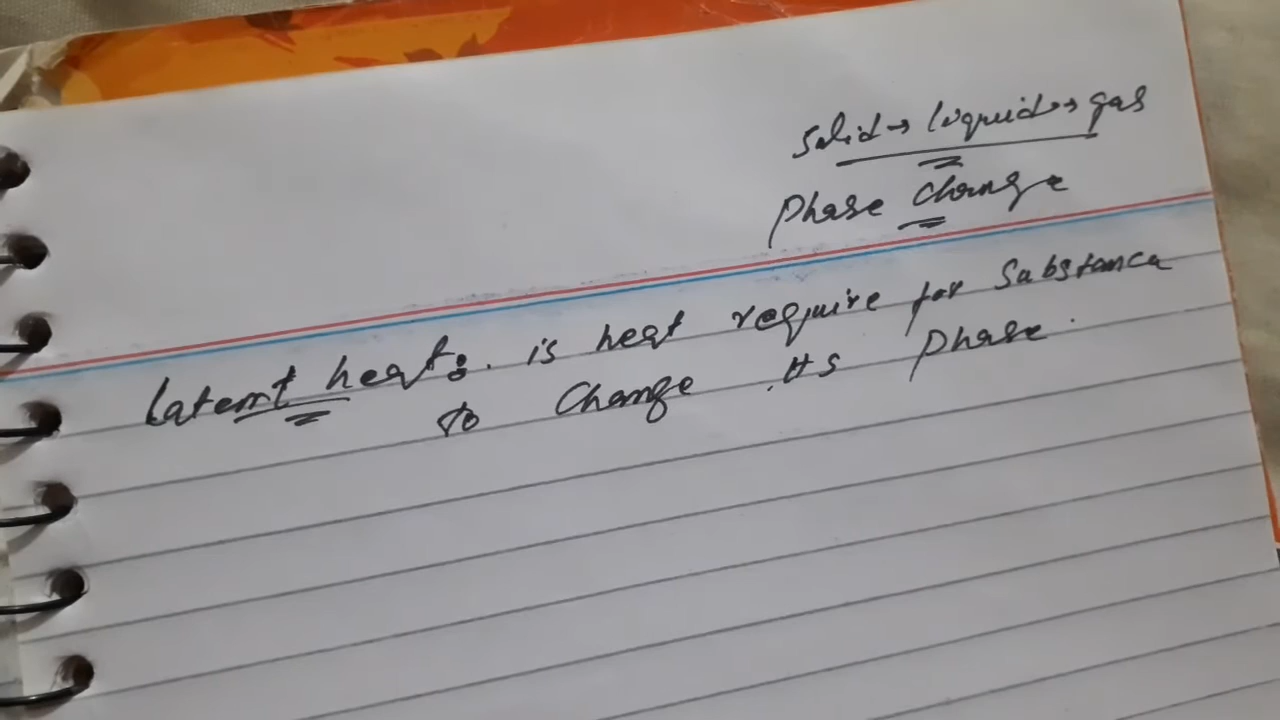 Solid → liquid → gas
Phase change
latent heat:. is heat require for Substance
to Change its phase.